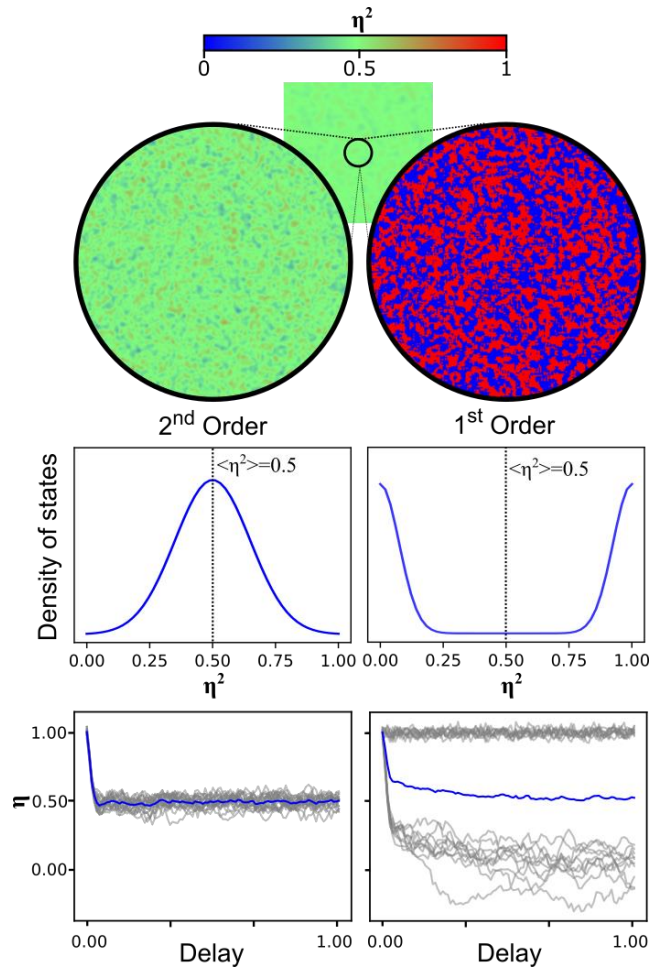 η²
0 0.5 1
2nd Order 1st Order
<η²>=0.5 <η²>=0.5
Density of states
0.00 0.25 0.50 0.75 1.00 0.00 0.25 0.50 0.75 1.00
η² η²
1.00
0.50
η
0.00
0.00 1.00 0.00 1.00
Delay Delay